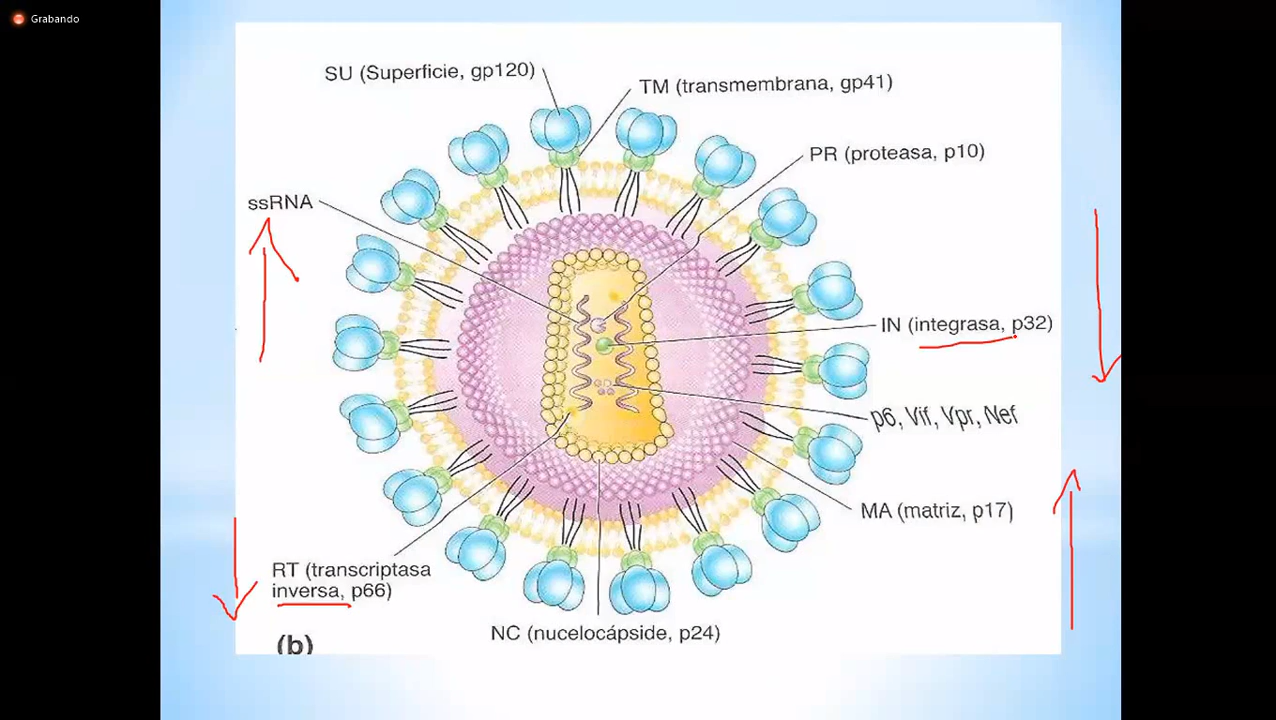 Grabando
SU (Superficie, gp120)
TM (transmembrana, gp41)
PR (proteasa, p10)
ssRNA
IN (integrasa, p32)
p6, Vif, Vpr, Nef
MA (matriz, p17)
RT (transcriptasa
inversa, p66)
NC (nucelocápside, p24)
(b)